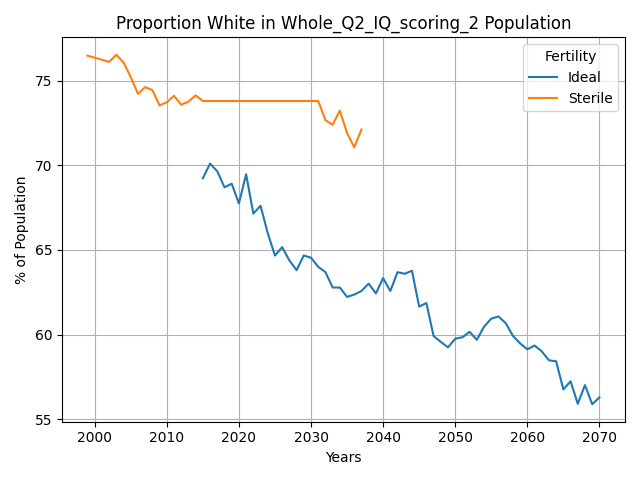 Proportion White in Whole_Q2_IQ_scoring_2 Population
Fertility
Ideal
Sterile
% of Population
75
70
65
60
55
2000 2010 2020 2030 2040 2050 2060 2070
Years